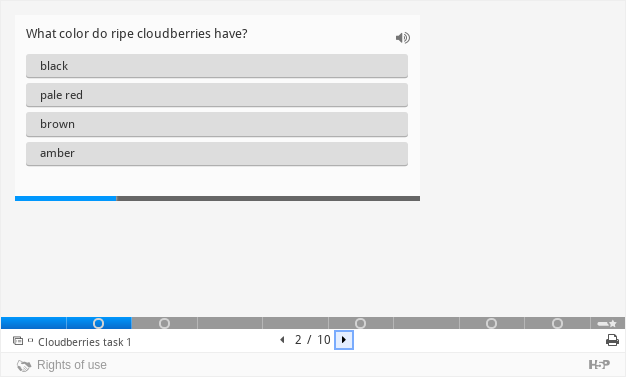 What color do ripe cloudberries have?
black
pale red
brown
amber
Cloudberries task 1
2 / 10
Rights of use
H5P